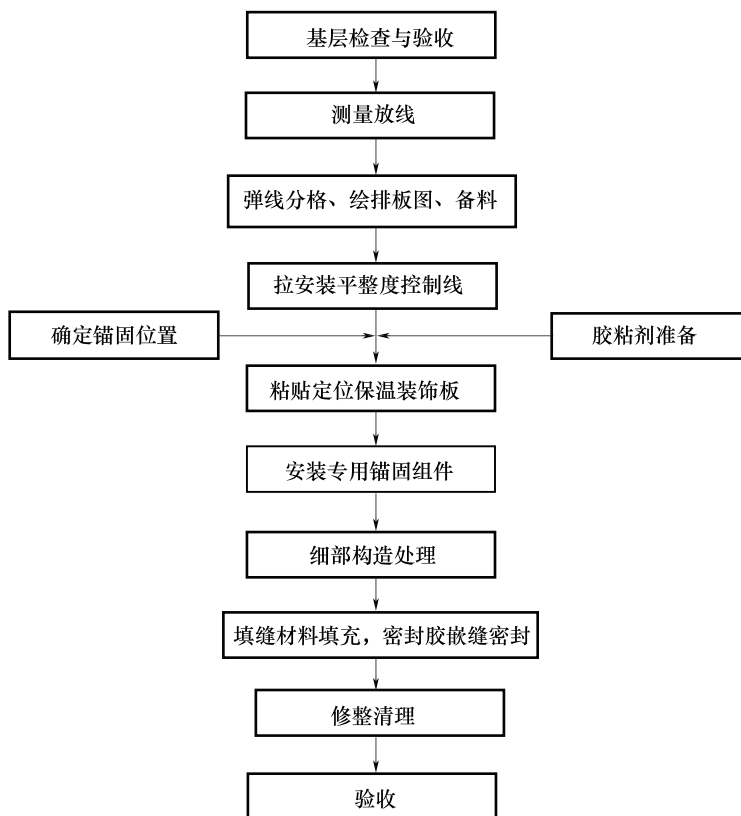 基层检查与验收
测量放线
弹线分格、绘排板图、备料
拉安装平整度控制线
确定锚固位置
胶粘剂准备
粘贴定位保温装饰板
安装专用锚固组件
细部构造处理
填缝材料填充，密封胶嵌缝密封
修整清理
验收